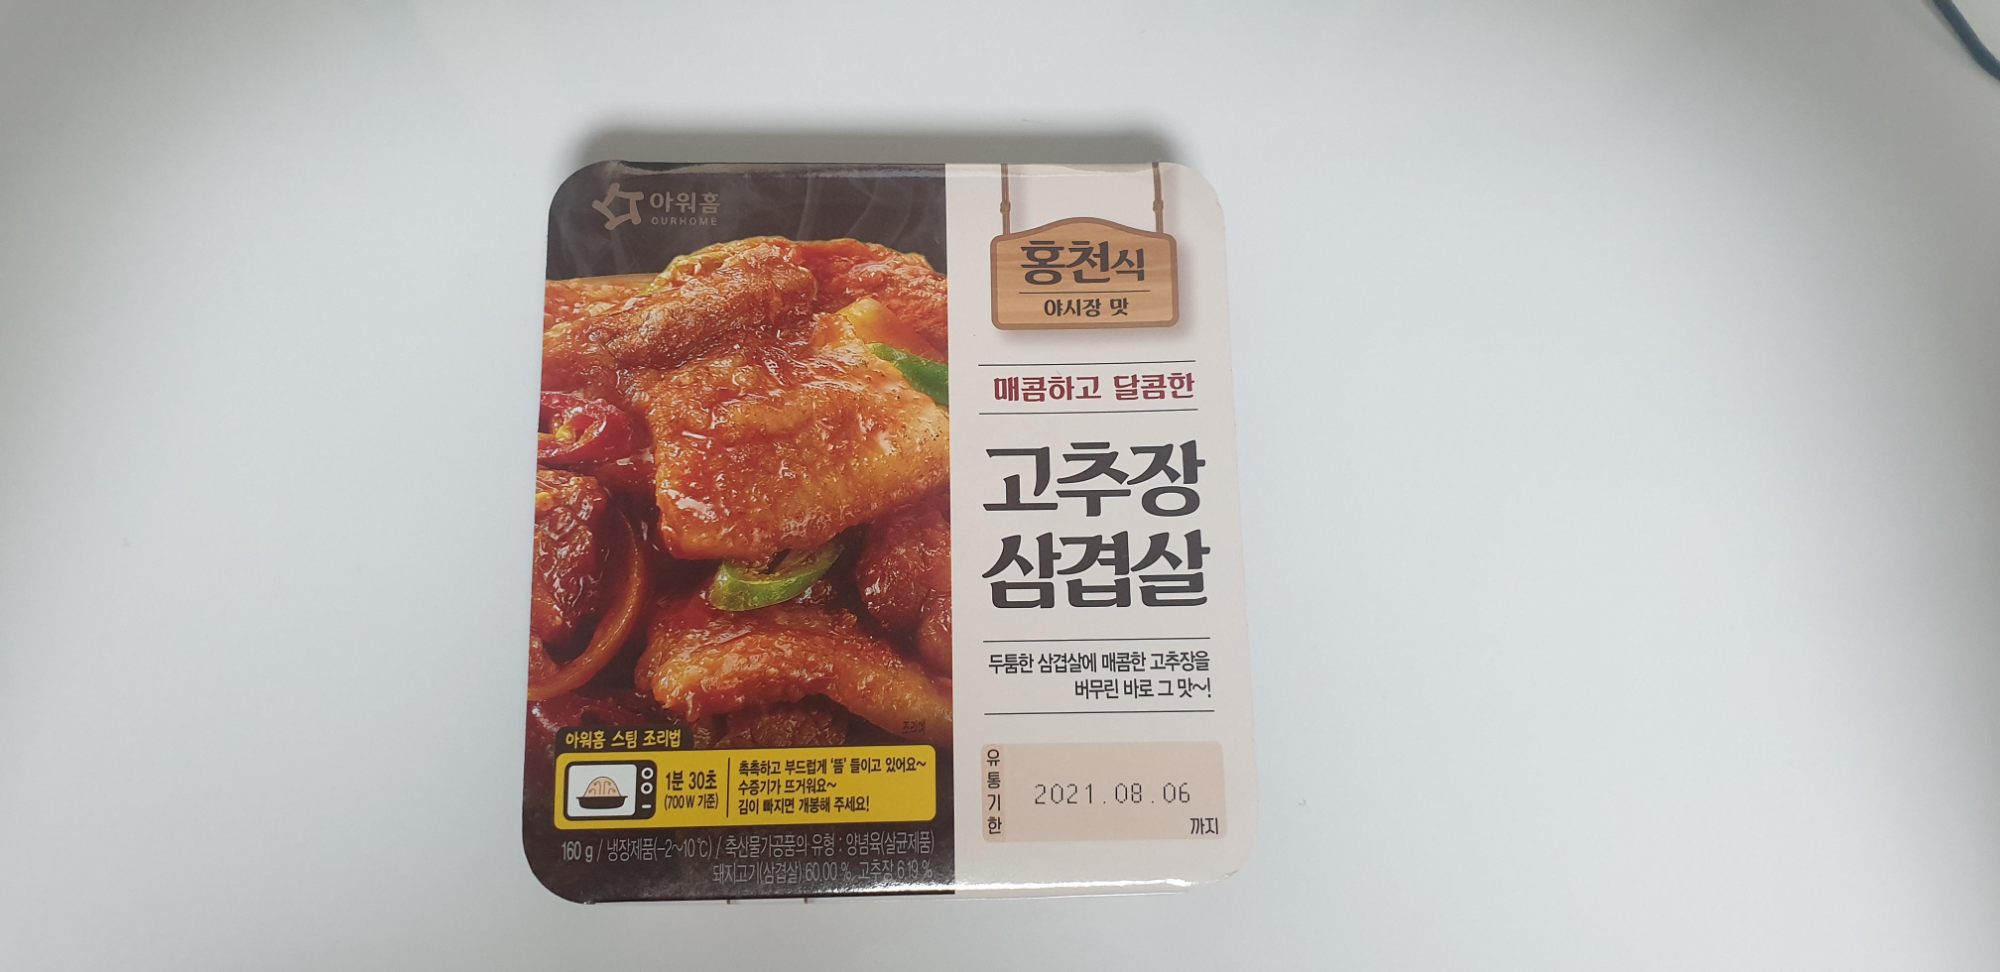 아워홈
OURHOME
홍천식
야시장 맛
매콤하고 달콤한
고추장
삼겹살
두툼한 삼겹살에 매콤한 고추장을
버무린 바로 그 맛~!
유통기한
2021.08.06
까지
조리예
아워홈 스팀 조리법
1분 30초
(700W 기준)
촉촉하고 부드럽게 '뜸' 들이고 있어요~
수증기가 뜨거워요~
김이 빠지면 개봉해 주세요!
160 g / 냉장제품(-2~10℃) / 축산물가공품의 유형 : 양념육(살균제품)
돼지고기(삼겹살) 60.00 %, 고추장 6.19 %